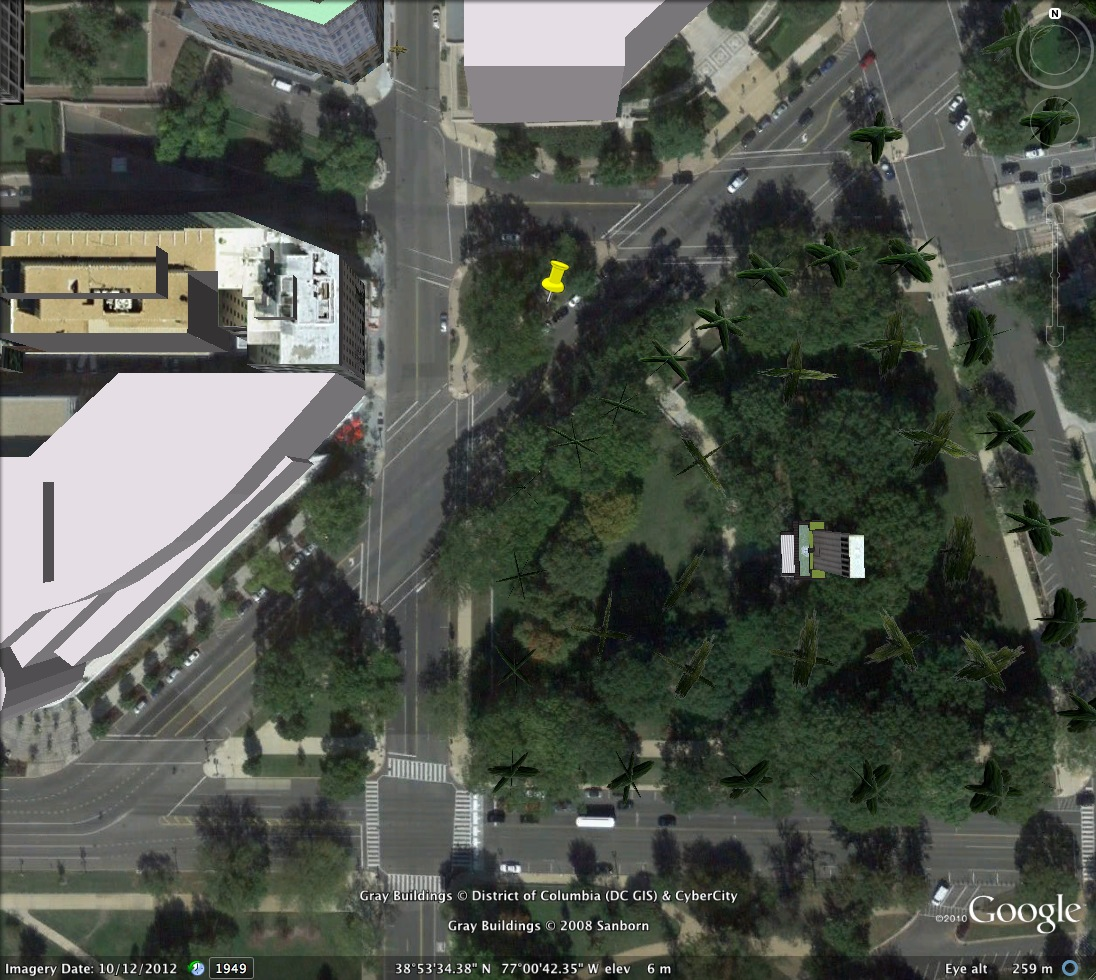 N
Gray Buildings © District of Columbia (DC GIS) & CyberCity
Gray Buildings © 2008 Sanborn
©2010 Google
Imagery Date: 10/12/2012 1949 38°53'34.38" N 77°00'42.35" W elev 6 m Eye alt 259 m